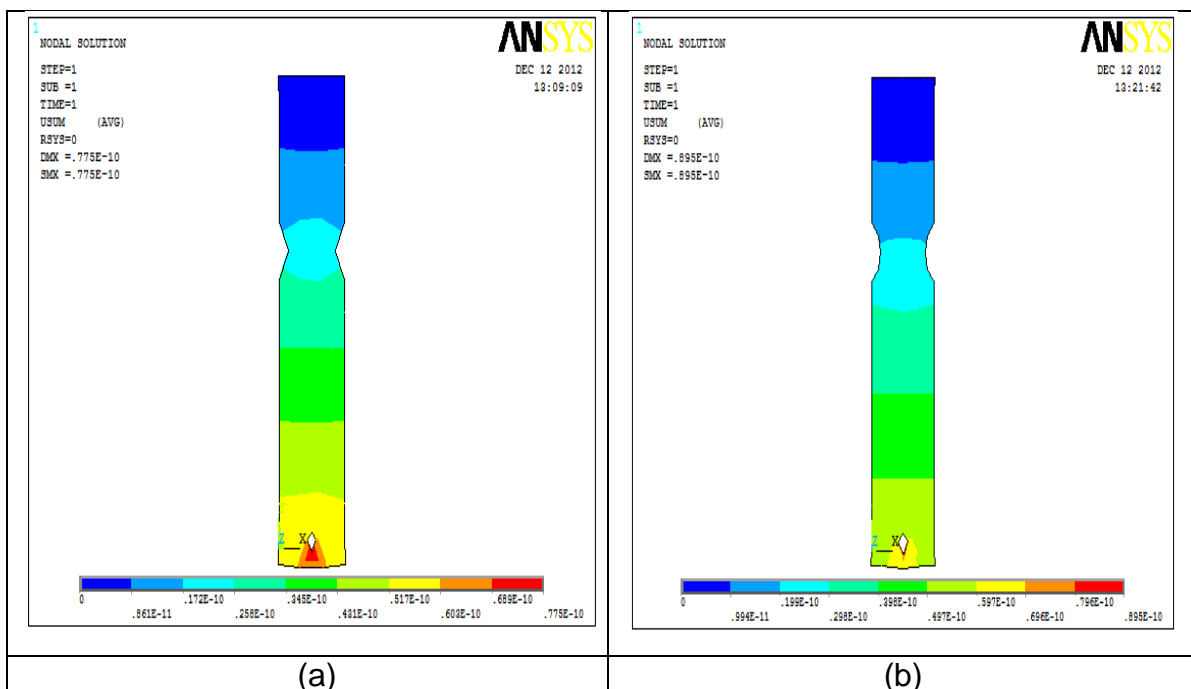 1
NODAL SOLUTION
STEP=1
SUB =1
TIME=1
USUM (AVG)
RSYS=0
DMX =.775E-10
SMX =.775E-10
ANSYS
DEC 12 2012
13:09:09
Z X
0 .172E-10 .345E-10 .517E-10 .689E-10
.861E-11 .258E-10 .431E-10 .603E-10 .775E-10
(a)
1
NODAL SOLUTION
STEP=1
SUB =1
TIME=1
USUM (AVG)
RSYS=0
DMX =.895E-10
SMX =.895E-10
ANSYS
DEC 12 2012
13:21:42
Z X
0 .199E-10 .398E-10 .597E-10 .796E-10
.994E-11 .298E-10 .497E-10 .696E-10 .895E-10
(b)